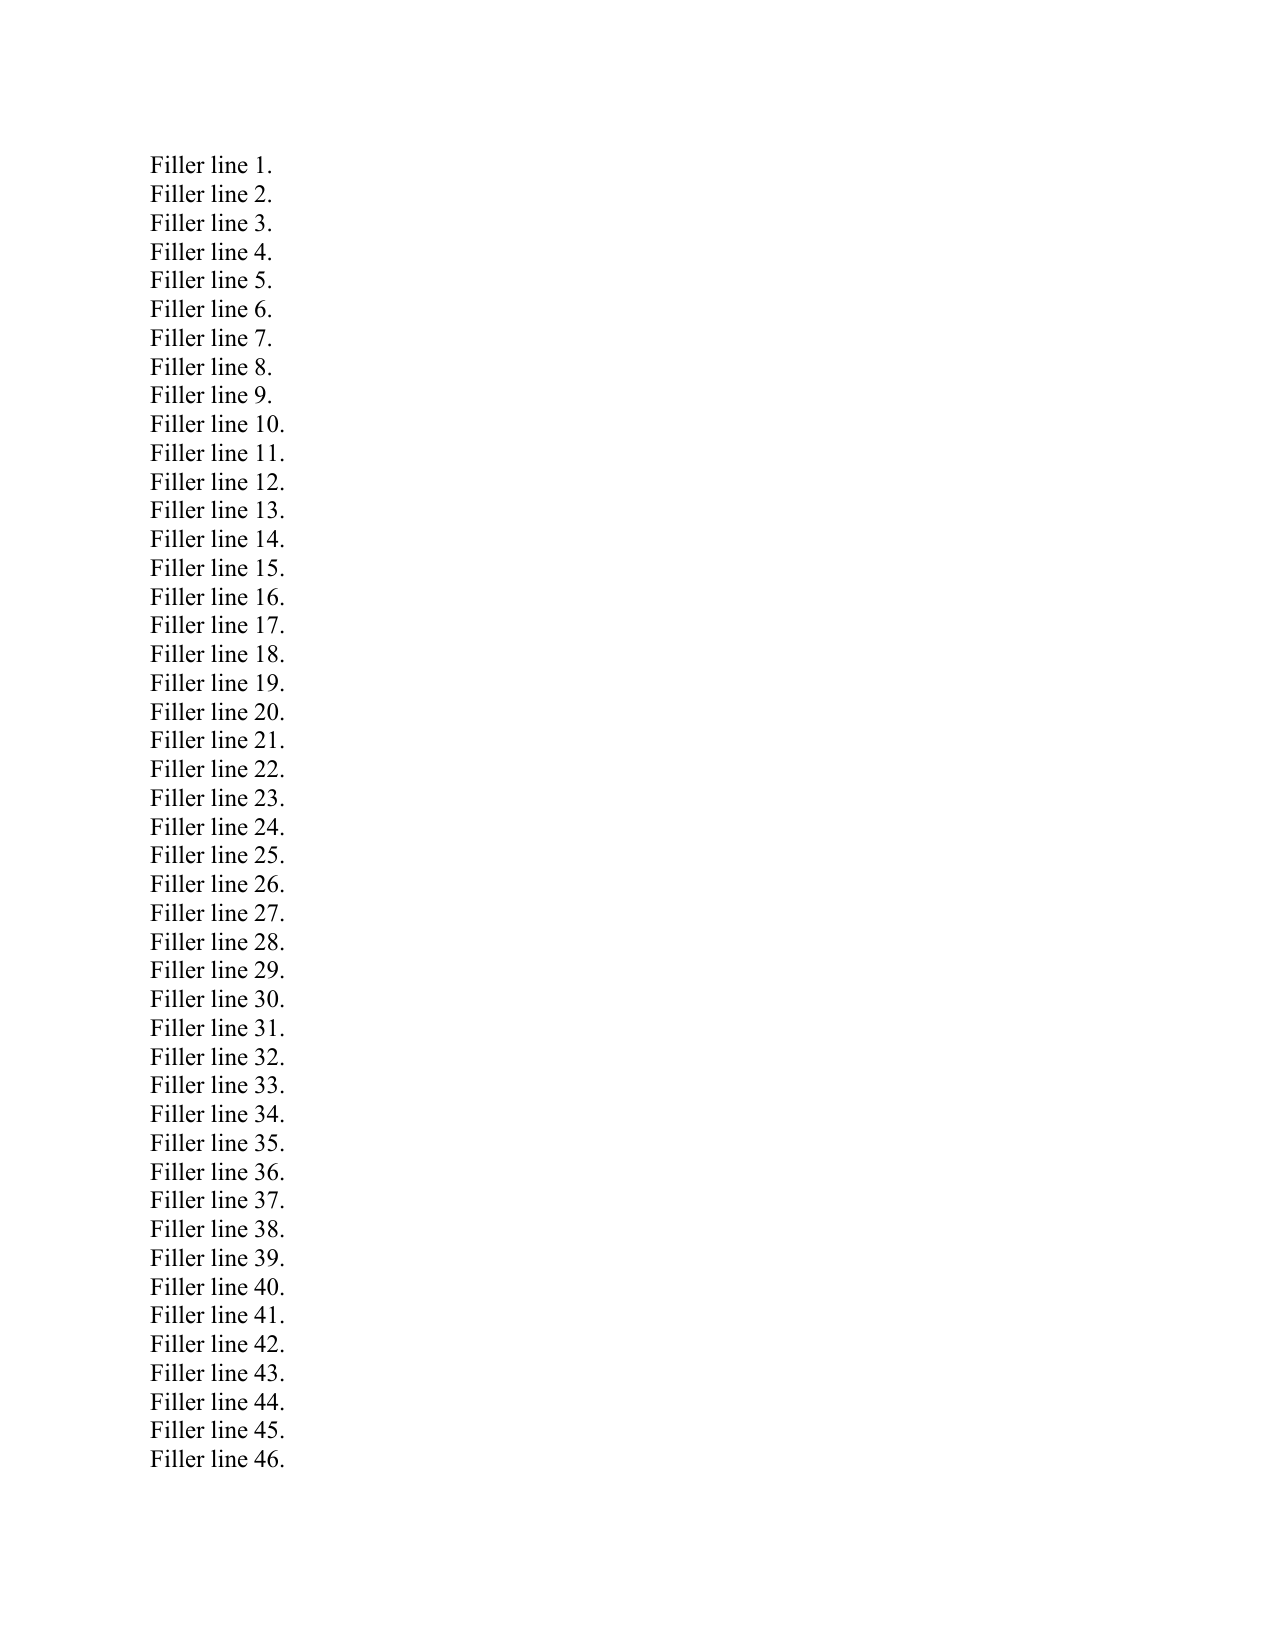 Filler line 1.
Filler line 2.
Filler line 3.
Filler line 4.
Filler line 5.
Filler line 6.
Filler line 7.
Filler line 8.
Filler line 9.
Filler line 10.
Filler line 11.
Filler line 12.
Filler line 13.
Filler line 14.
Filler line 15.
Filler line 16.
Filler line 17.
Filler line 18.
Filler line 19.
Filler line 20.
Filler line 21.
Filler line 22.
Filler line 23.
Filler line 24.
Filler line 25.
Filler line 26.
Filler line 27.
Filler line 28.
Filler line 29.
Filler line 30.
Filler line 31.
Filler line 32.
Filler line 33.
Filler line 34.
Filler line 35.
Filler line 36.
Filler line 37.
Filler line 38.
Filler line 39.
Filler line 40.
Filler line 41.
Filler line 42.
Filler line 43.
Filler line 44.
Filler line 45.
Filler line 46.